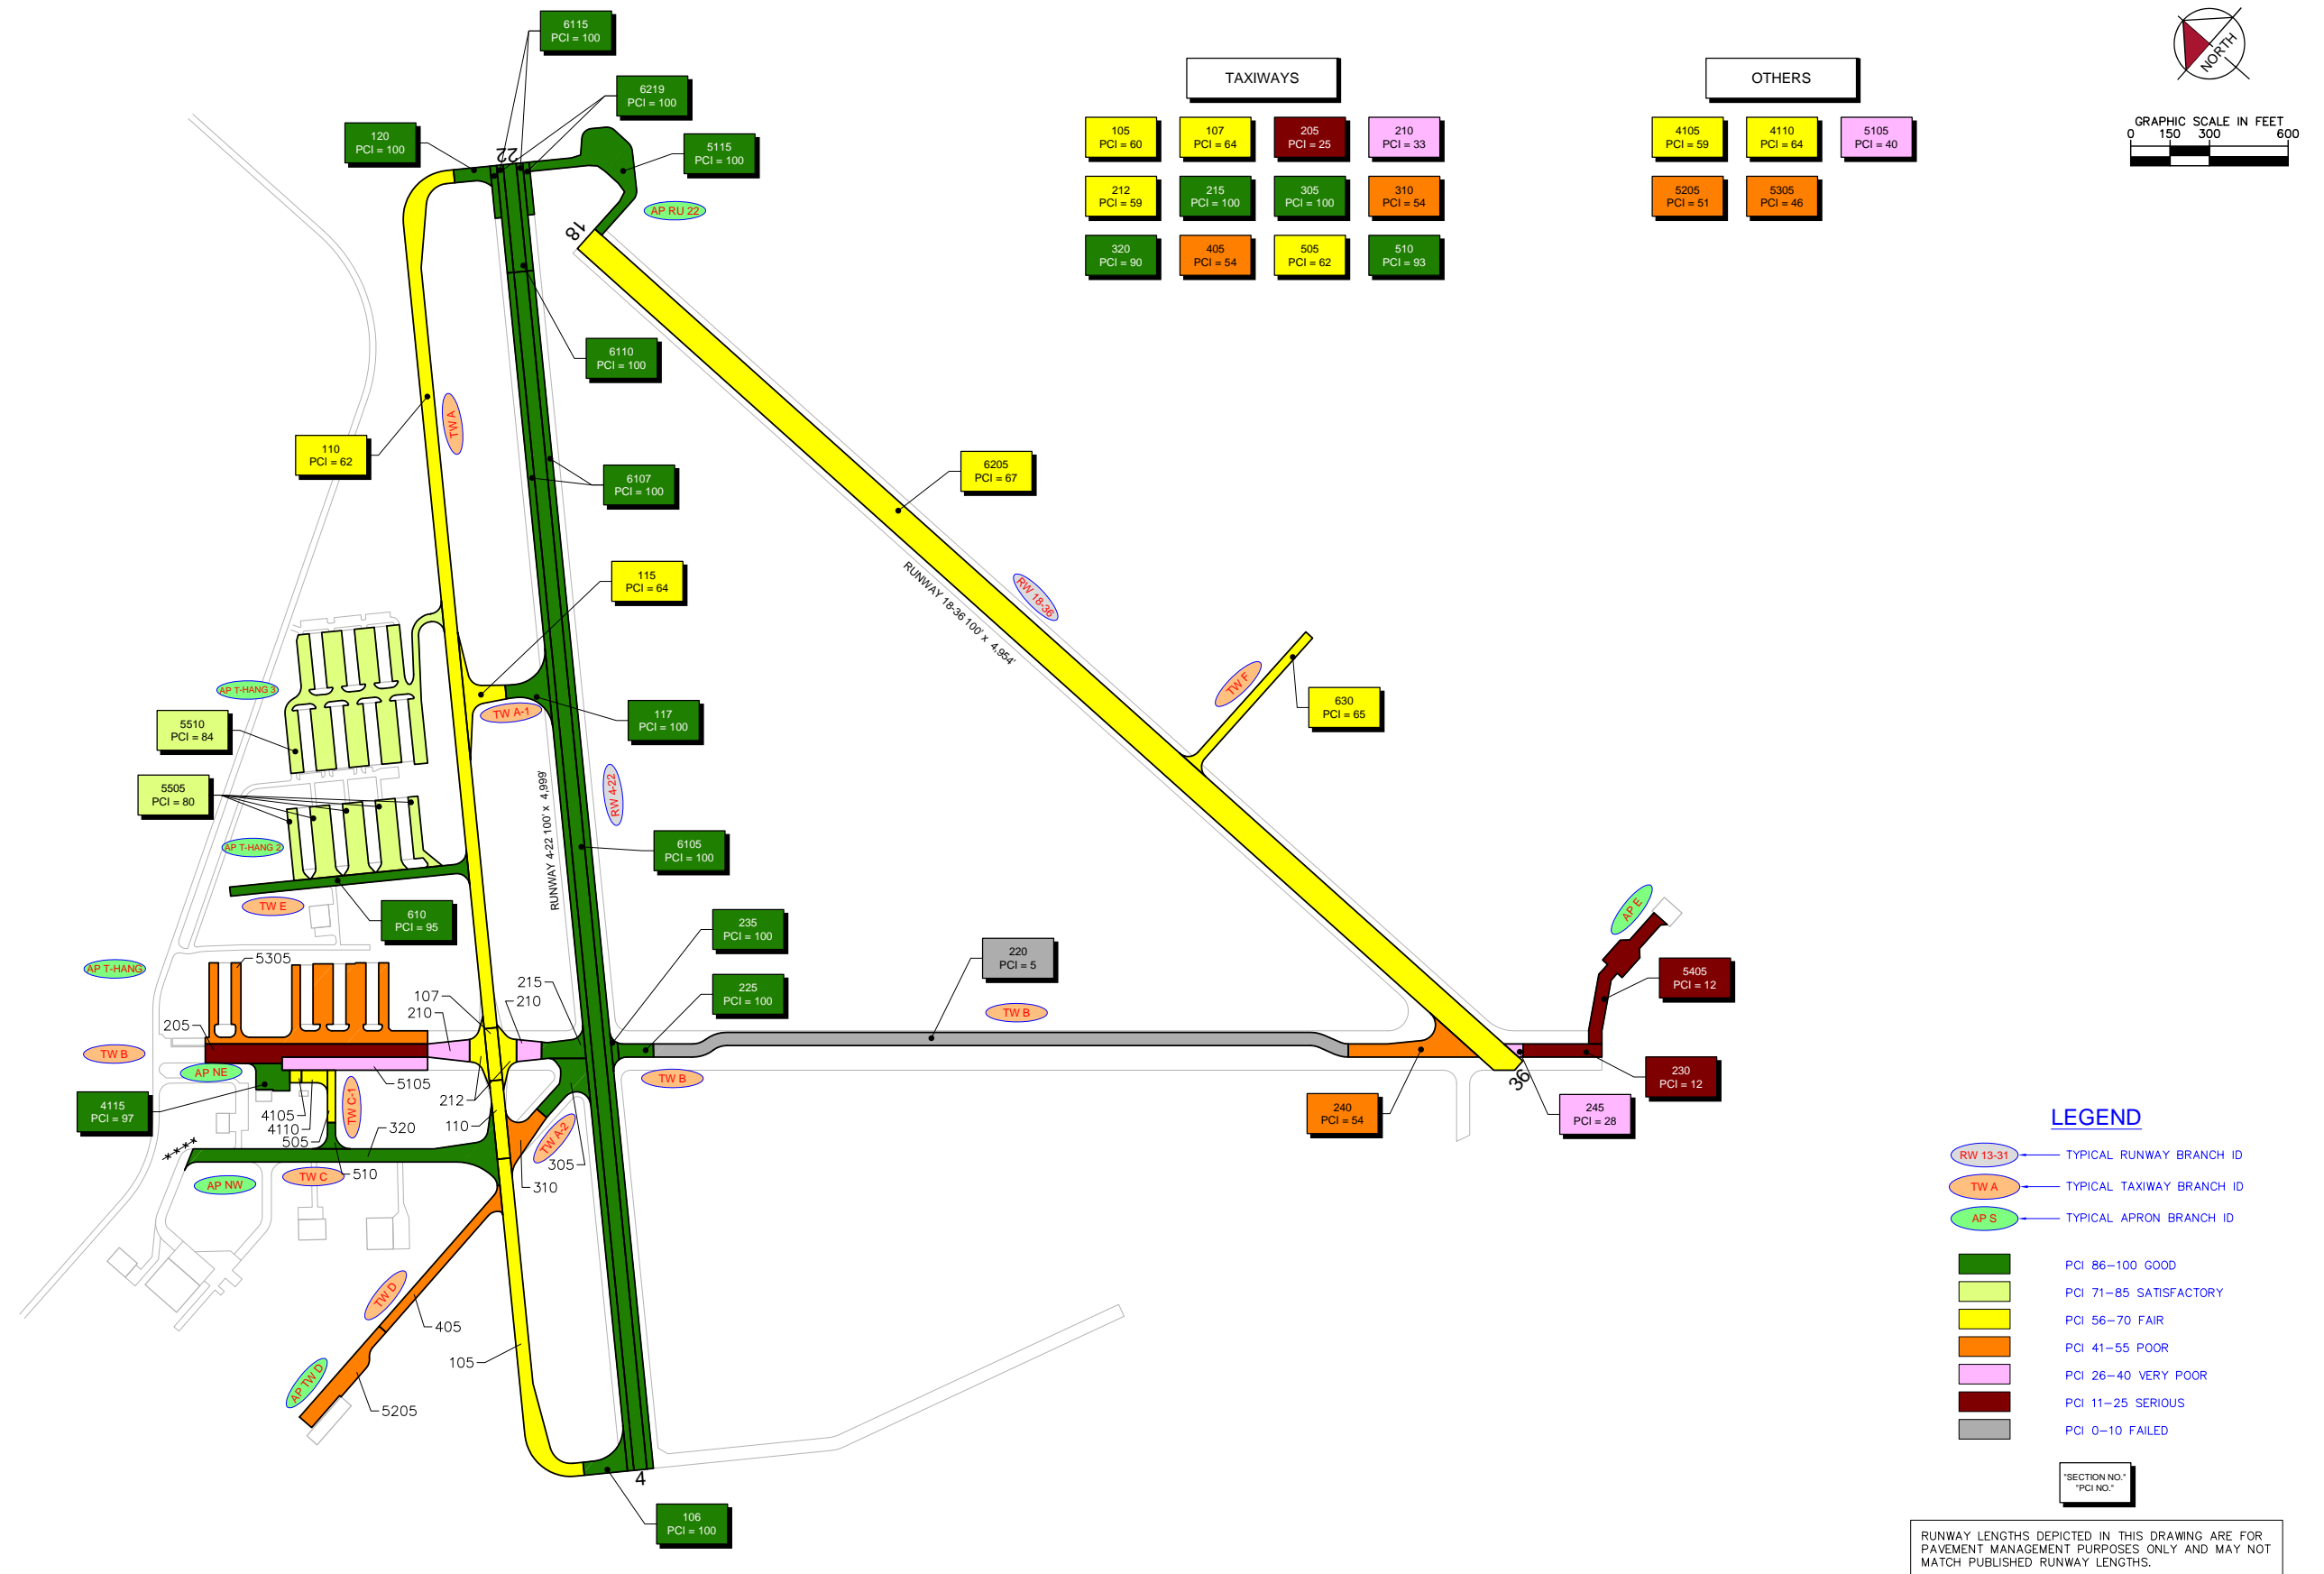 6115
PCI = 100
6219
PCI = 100
120
PCI = 100
22
5115
PCI = 100
AP RU 22
18
TAXIWAYS
105
PCI = 60
107
PCI = 64
205
PCI = 25
210
PCI = 33
212
PCI = 59
215
PCI = 100
305
PCI = 100
310
PCI = 54
320
PCI = 90
405
PCI = 54
505
PCI = 62
510
PCI = 93
OTHERS
4105
PCI = 59
4110
PCI = 64
5105
PCI = 40
5205
PCI = 51
5305
PCI = 46
NORTH
GRAPHIC SCALE IN FEET
0 150 300 600
6110
PCI = 100
TW A
110
PCI = 62
6107
PCI = 100
6205
PCI = 67
RUNWAY 18-36 100' x 4,954'
RW 18-36
115
PCI = 64
TW A-1
117
PCI = 100
TW F
630
PCI = 65
AP T-HANG 3
5510
PCI = 84
5505
PCI = 80
AP T-HANG 2
RW 4-22
RUNWAY 4-22 100' x 4,999'
6105
PCI = 100
TW E
610
PCI = 95
235
PCI = 100
225
PCI = 100
220
PCI = 5
TW B
AP E
5405
PCI = 12
AP T-HANG
5305
107
210
215
210
205
TW B
AP NE
5105
TW B
36
230
PCI = 12
240
PCI = 54
245
PCI = 28
4115
PCI = 97
4105
4110
505
TW C-1
212
110
320
TW A-2
305
510
TW C
AP NW
310
TW D
405
105
AP TW D
5205
4
106
PCI = 100
LEGEND
RW 13-31 TYPICAL RUNWAY BRANCH ID
TW A TYPICAL TAXIWAY BRANCH ID
AP S TYPICAL APRON BRANCH ID
PCI 86-100 GOOD
PCI 71-85 SATISFACTORY
PCI 56-70 FAIR
PCI 41-55 POOR
PCI 26-40 VERY POOR
PCI 11-25 SERIOUS
PCI 0-10 FAILED
"SECTION NO."
"PCI NO."
RUNWAY LENGTHS DEPICTED IN THIS DRAWING ARE FOR
PAVEMENT MANAGEMENT PURPOSES ONLY AND MAY NOT
MATCH PUBLISHED RUNWAY LENGTHS.